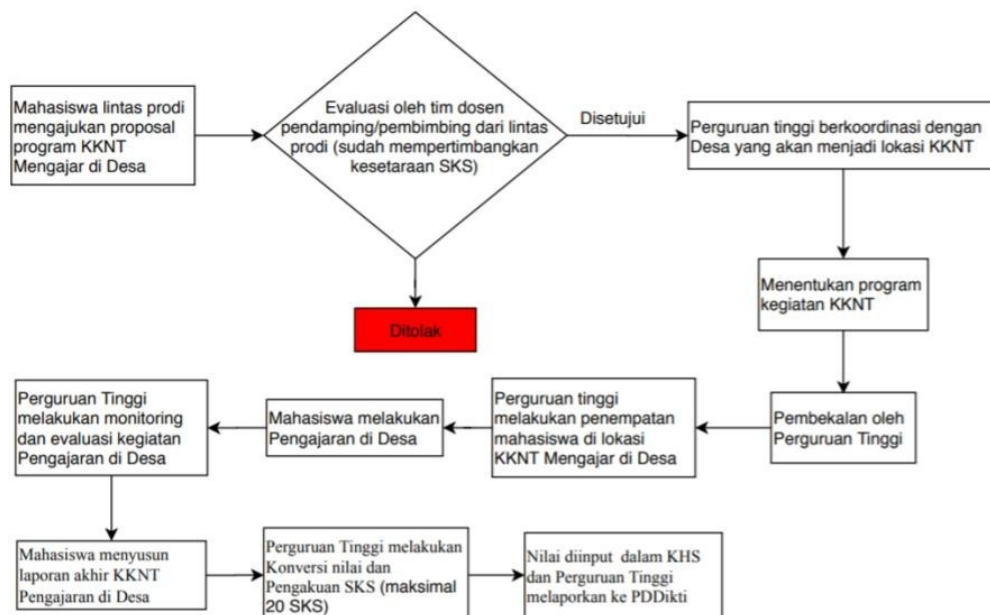 Mahasiswa lintas prodi
mengajukan proposal
program KKNT
Mengajar di Desa
Evaluasi oleh tim dosen
pendamping/pembimbing dari lintas
prodi (sudah mempertimbangkan
kesetaraan SKS)
Disetujui
Perguruan tinggi berkoordinasi dengan
Desa yang akan menjadi lokasi KKNT
Ditolak
Menentukan program
kegiatan KKNT
Pembekalan oleh
Perguruan Tinggi
Perguruan tinggi
melakukan penempatan
mahasiswa di lokasi
KKNT Mengajar di Desa
Mahasiswa melakukan
Pengajaran di Desa
Perguruan Tinggi
melakukan monitoring
dan evaluasi kegiatan
Pengajaran di Desa
Mahasiswa menyusun
laporan akhir KKNT
Pengajaran di Desa
Perguruan Tinggi melakukan
Konversi nilai dan
Pengakuan SKS (maksimal
20 SKS)
Nilai diinput dalam KHS
dan Perguruan Tinggi
melaporkan ke PDDikti